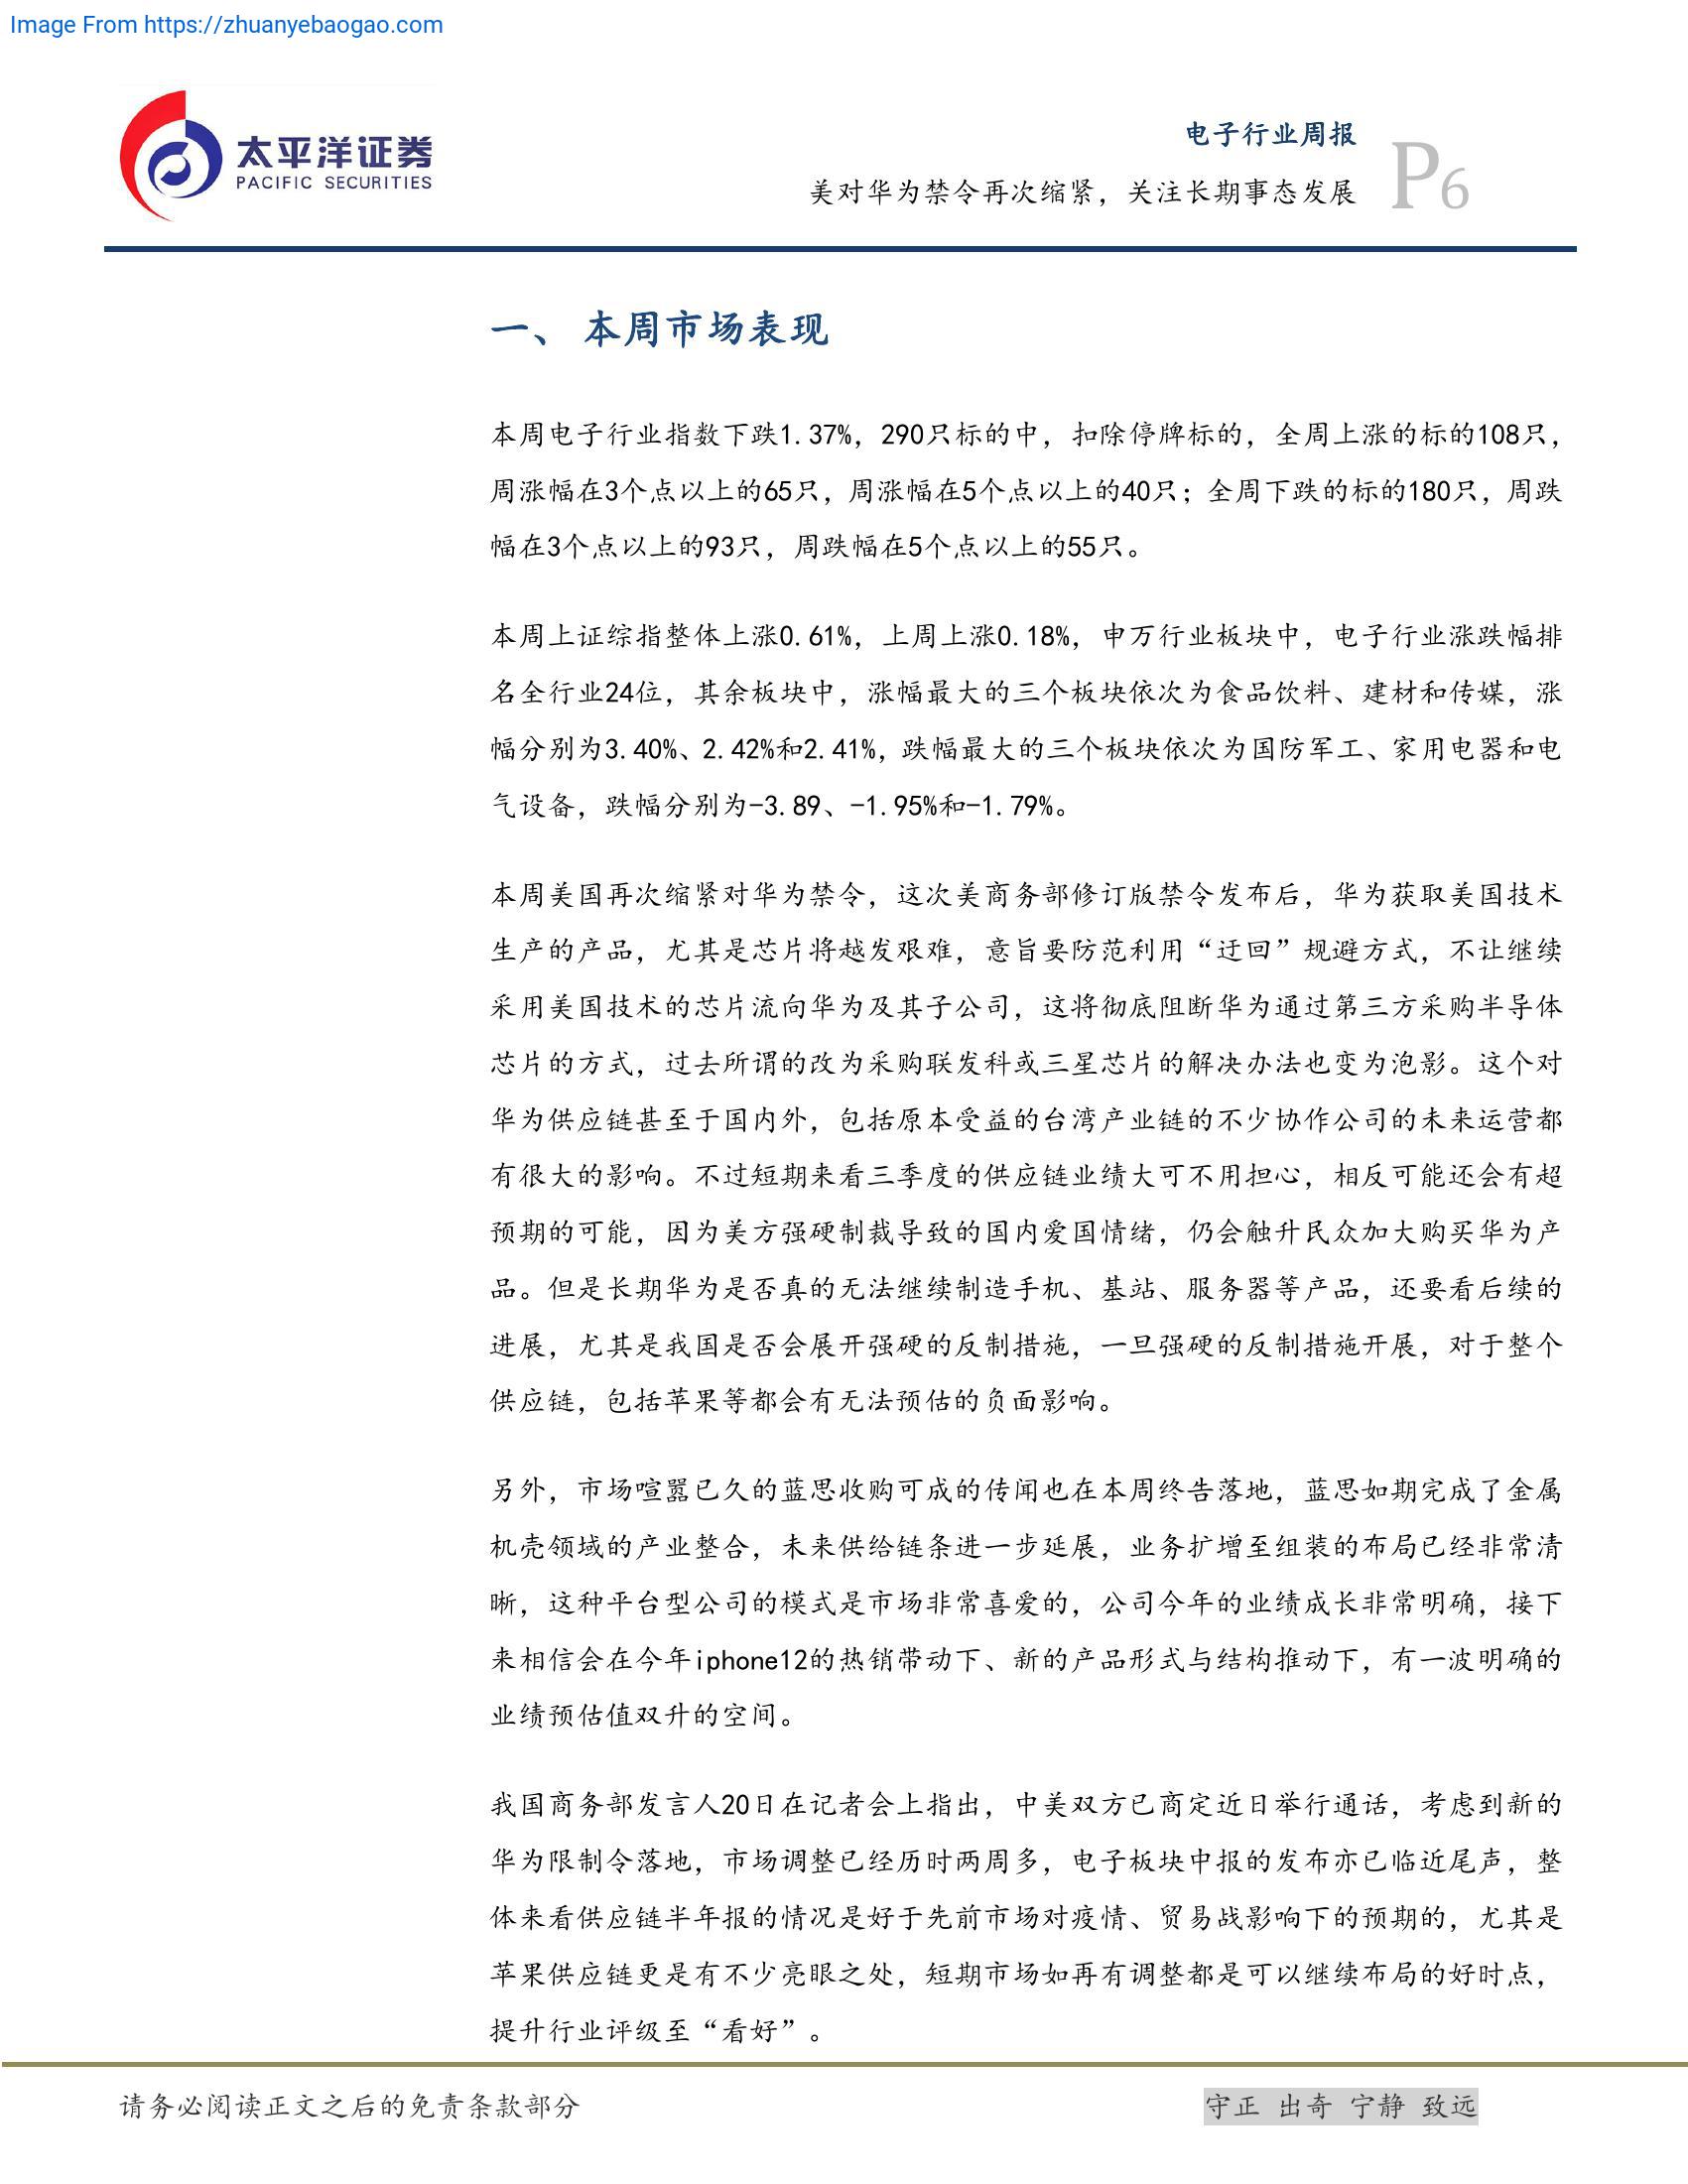 Image From https://zhuanyebaogao.com
太平洋证券
PACIFIC SECURITIES
电子行业周报
美对华为禁令再次缩紧，关注长期事态发展
P6
一、 本周市场表现
本周电子行业指数下跌1.37%，290只标的中，扣除停牌标的，全周上涨的标的108只，
周涨幅在3个点以上的65只，周涨幅在5个点以上的40只；全周下跌的标的180只，周跌
幅在3个点以上的93只，周跌幅在5个点以上的55只。
本周上证综指整体上涨0.61%，上周上涨0.18%，申万行业板块中，电子行业涨跌幅排
名全行业24位，其余板块中，涨幅最大的三个板块依次为食品饮料、建材和传媒，涨
幅分别为3.40%、2.42%和2.41%，跌幅最大的三个板块依次为国防军工、家用电器和电
气设备，跌幅分别为-3.89、-1.95%和-1.79%。
本周美国再次缩紧对华为禁令，这次美商务部修订版禁令发布后，华为获取美国技术
生产的产品，尤其是芯片将越发艰难，意旨要防范利用“迂回”规避方式，不让继续
采用美国技术的芯片流向华为及其子公司，这将彻底阻断华为通过第三方采购半导体
芯片的方式，过去所谓的改为采购联发科或三星芯片的解决办法也变为泡影。这个对
华为供应链甚至于国内外，包括原本受益的台湾产业链的不少协作公司的未来运营都
有很大的影响。不过短期来看三季度的供应链业绩大可不用担心，相反可能还会有超
预期的可能，因为美方强硬制裁导致的国内爱国情绪，仍会触升民众加大购买华为产
品。但是长期华为是否真的无法继续制造手机、基站、服务器等产品，还要看后续的
进展，尤其是我国是否会展开强硬的反制措施，一旦强硬的反制措施开展，对于整个
供应链，包括苹果等都会有无法预估的负面影响。
另外，市场喧嚣已久的蓝思收购可成的传闻也在本周终告落地，蓝思如期完成了金属
机壳领域的产业整合，未来供给链条进一步延展，业务扩增至组装的布局已经非常清
晰，这种平台型公司的模式是市场非常喜爱的，公司今年的业绩成长非常明确，接下
来相信会在今年iphone12的热销带动下、新的产品形式与结构推动下，有一波明确的
业绩预估值双升的空间。
我国商务部发言人20日在记者会上指出，中美双方已商定近日举行通话，考虑到新的
华为限制令落地，市场调整已经历时两周多，电子板块中报的发布亦已临近尾声，整
体来看供应链半年报的情况是好于先前市场对疫情、贸易战影响下的预期的，尤其是
苹果供应链更是有不少亮眼之处，短期市场如再有调整都是可以继续布局的好时点，
提升行业评级至“看好”。
请务必阅读正文之后的免责条款部分
守正 出奇 宁静 致远